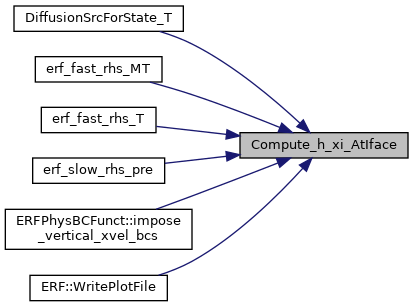 DiffusionSrcForState_T
erf_fast_rhs_MT
erf_fast_rhs_T
Compute_h_xi_AtIface
erf_slow_rhs_pre
ERFPhysBCFunct::impose
_vertical_xvel_bcs
ERF::WritePlotFile